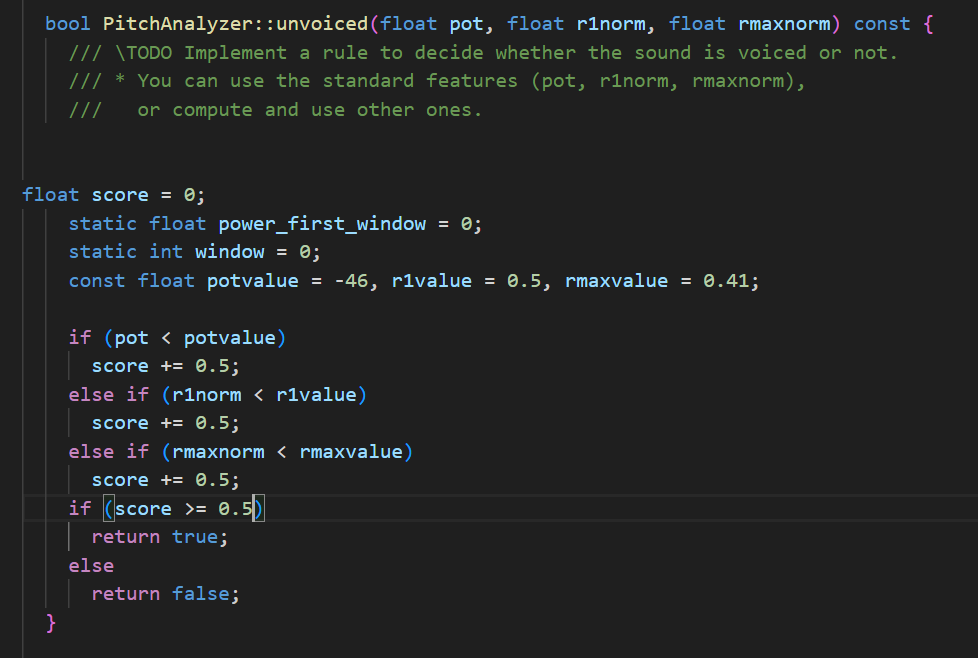 bool PitchAnalyzer::unvoiced(float pot, float r1norm, float rmaxnorm) const {
/// \TODO Implement a rule to decide whether the sound is voiced or not.
/// * You can use the standard features (pot, r1norm, rmaxnorm),
///   or compute and use other ones.
float score = 0;
static float power_first_window = 0;
static int window = 0;
const float potvalue = -46, r1value = 0.5, rmaxvalue = 0.41;
if (pot < potvalue)
score += 0.5;
else if (r1norm < r1value)
score += 0.5;
else if (rmaxnorm < rmaxvalue)
score += 0.5;
if (score >= 0.5)
return true;
else
return false;
}